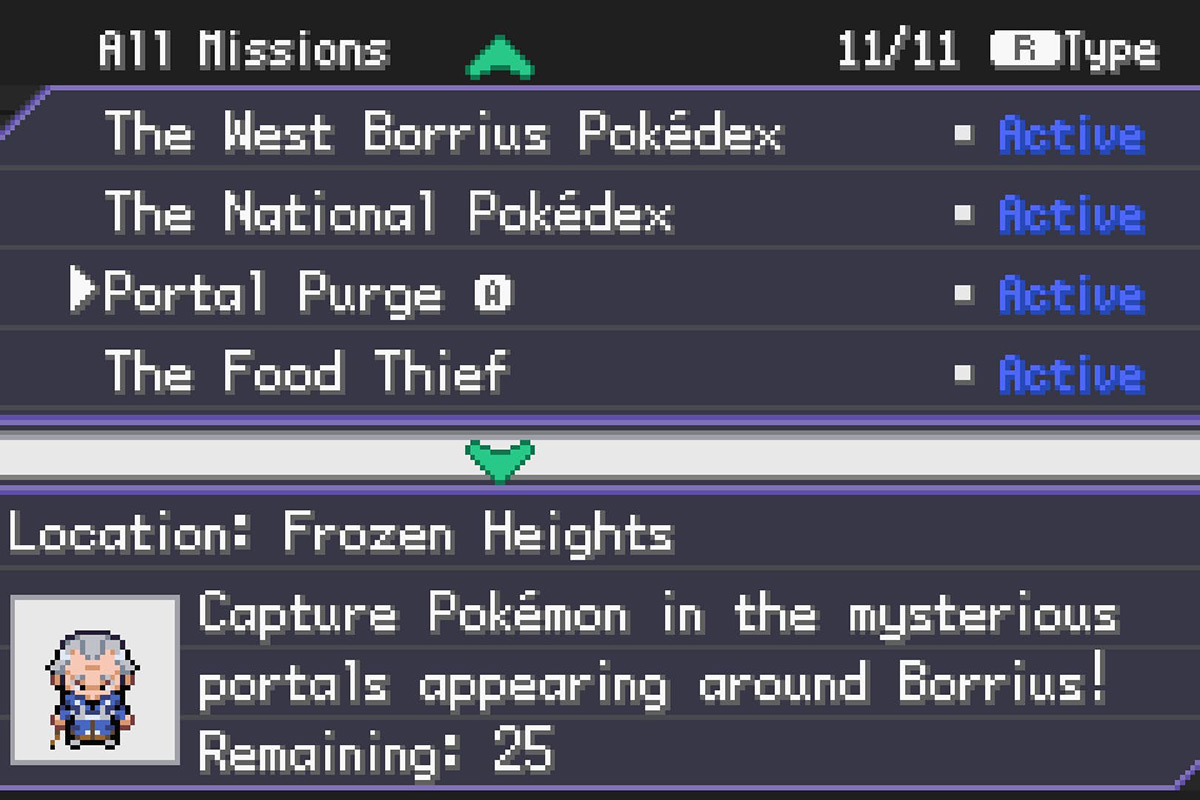 All Missions 11/11 R Type
The West Borrius Pokédex Active
The National Pokédex Active
Portal Purge A Active
The Food Thief Active
Location: Frozen Heights
Capture Pokémon in the mysterious
portals appearing around Borrius!
Remaining: 25